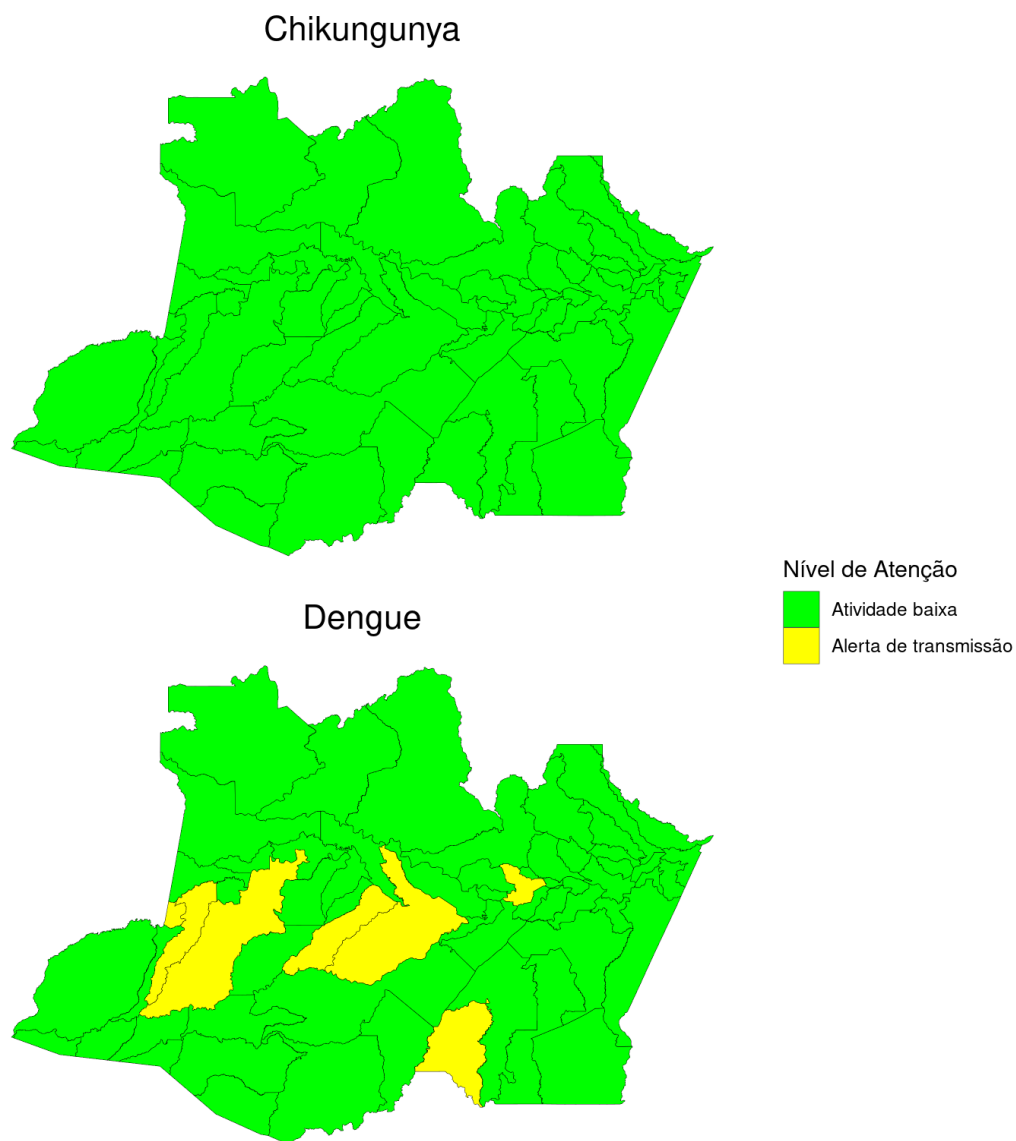 Chikungunya
Nível de Atenção
Atividade baixa
Alerta de transmissão
Dengue